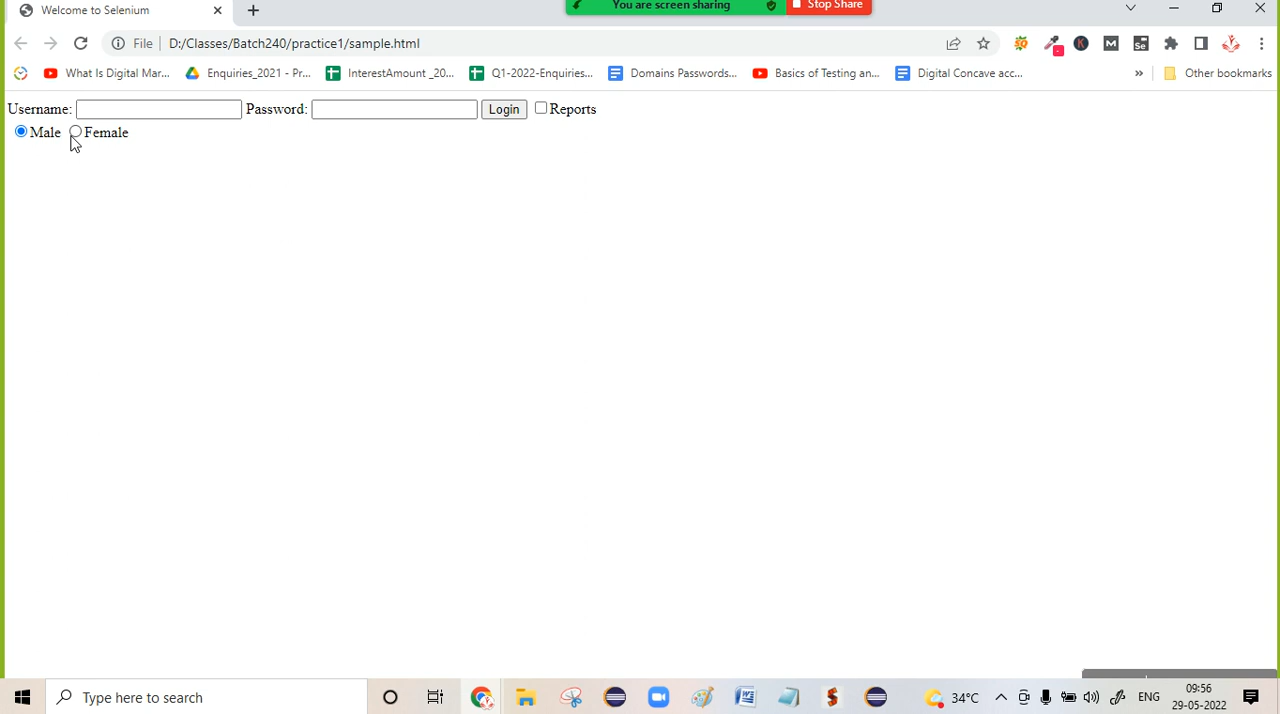 Welcome to Selenium
You are screen sharing
Stop Share
File
D:/Classes/Batch240/practice1/sample.html
What Is Digital Mar...
Enquiries_2021 - Pr...
InterestAmount _20...
Q1-2022-Enquiries...
Domains Passwords...
Basics of Testing an...
Digital Concave acc...
»
Other bookmarks
Username:
Password:
Login
Reports
Male
Female
Type here to search
34°C
ENG
09:56
29-05-2022